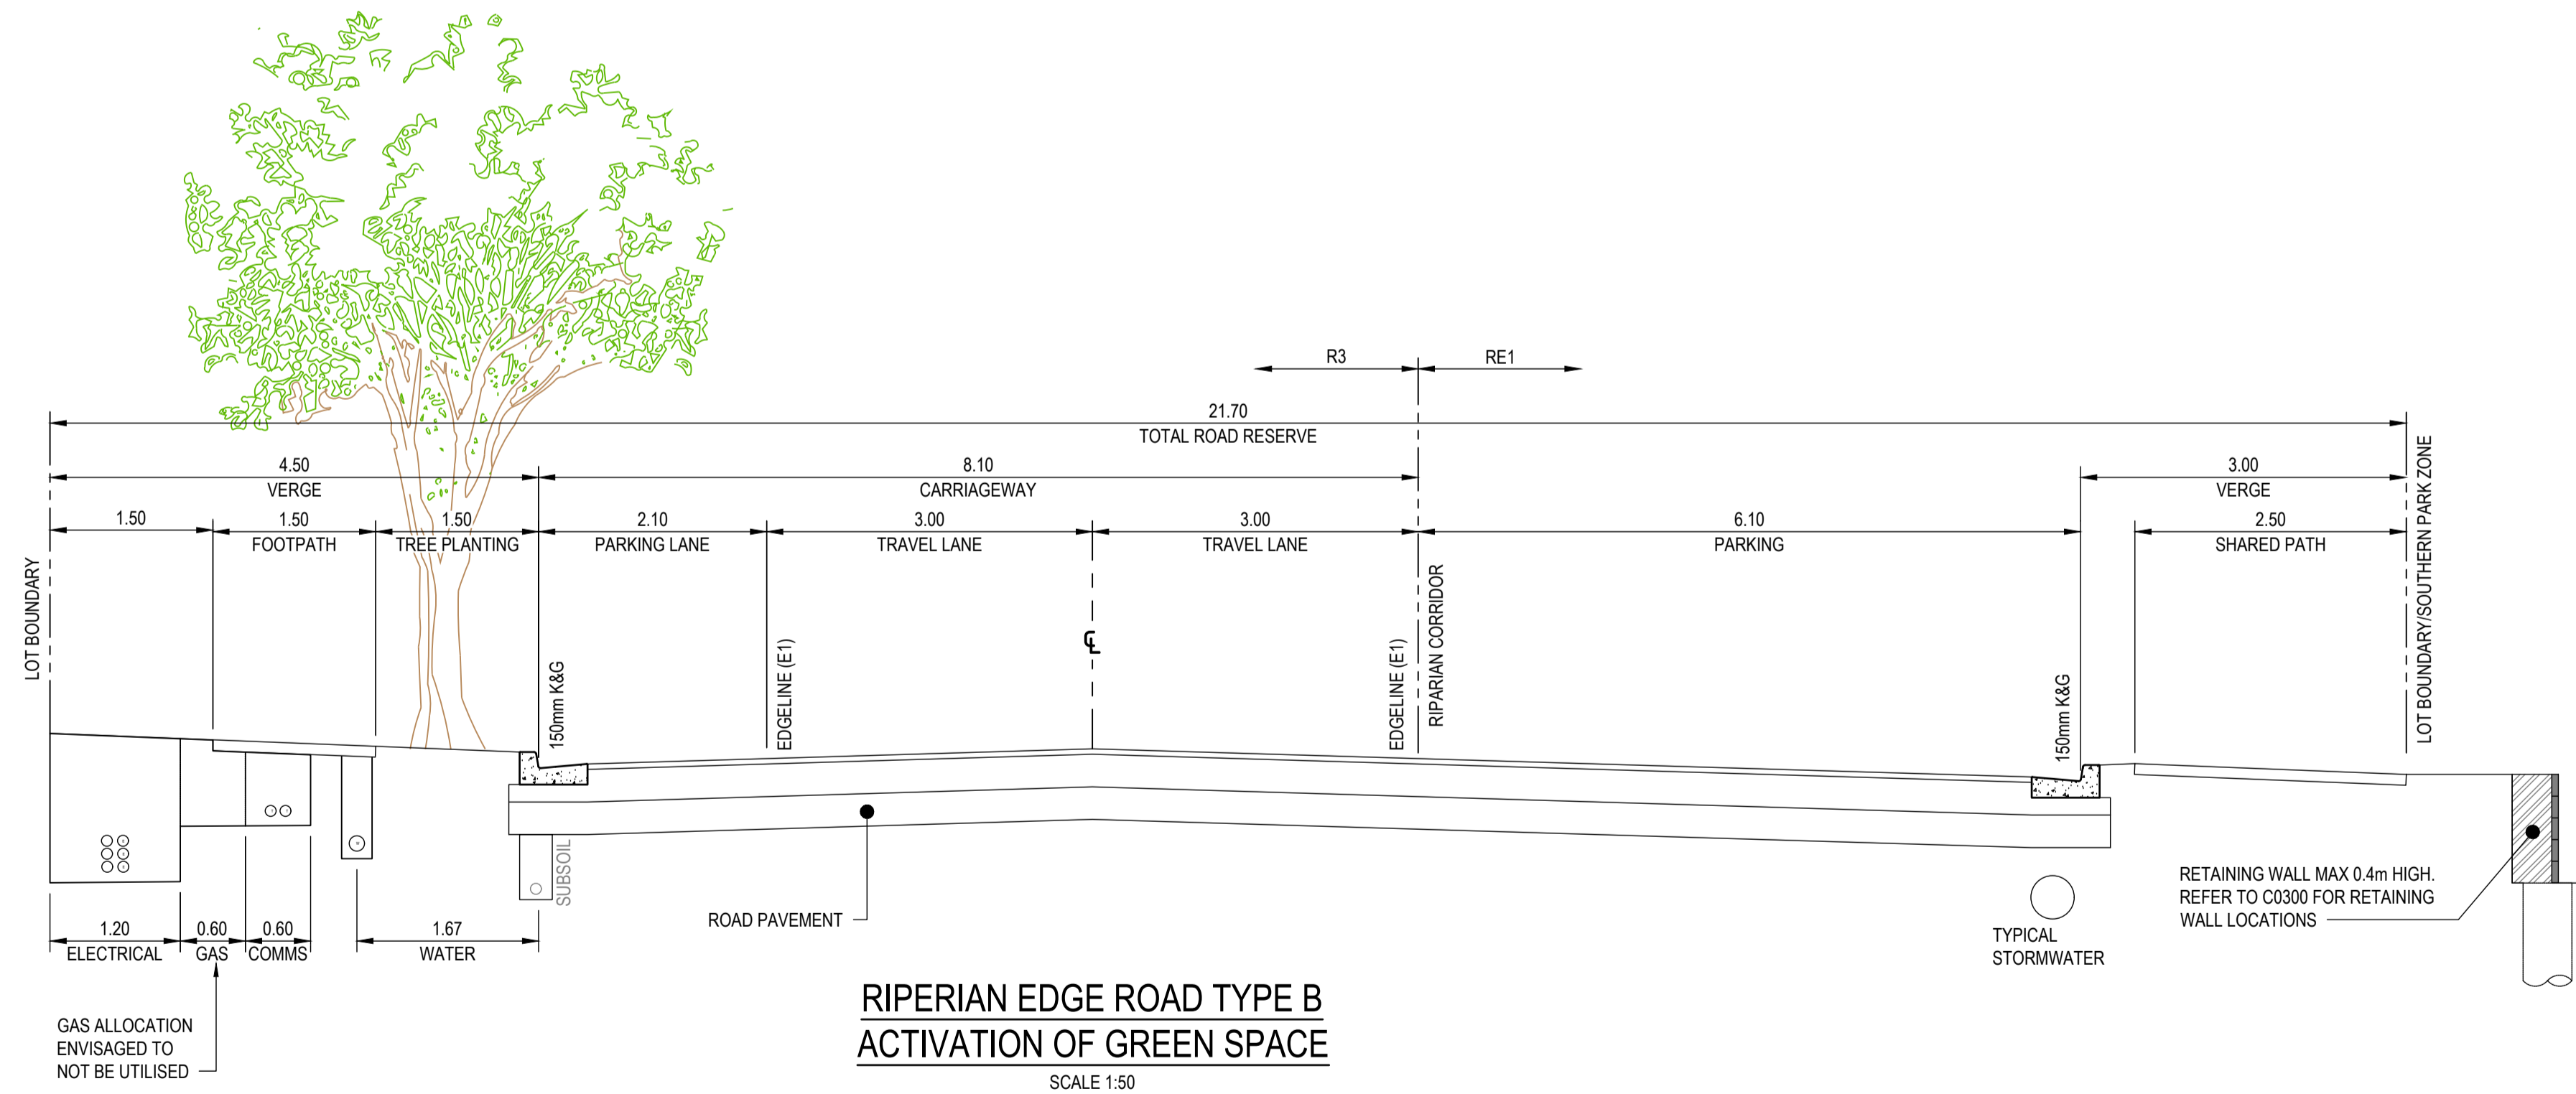 R3
RE1
21.70
TOTAL ROAD RESERVE
4.50
VERGE
8.10
CARRIAGEWAY
3.00
VERGE
1.50
1.50
FOOTPATH
1.50
TREE PLANTING
2.10
PARKING LANE
3.00
TRAVEL LANE
3.00
TRAVEL LANE
6.10
PARKING
2.50
SHARED PATH
LOT BOUNDARY
150mm K&G
EDGELINE (E1)
℄
EDGELINE (E1)
RIPARIAN CORRIDOR
150mm K&G
LOT BOUNDARY/SOUTHERN PARK ZONE
SUBSOIL
1.20
ELECTRICAL
0.60
GAS
0.60
COMMS
1.67
WATER
ROAD PAVEMENT
TYPICAL
STORMWATER
RETAINING WALL MAX 0.4m HIGH.
REFER TO C0300 FOR RETAINING
WALL LOCATIONS
GAS ALLOCATION
ENVISAGED TO
NOT BE UTILISED
RIPERIAN EDGE ROAD TYPE B
ACTIVATION OF GREEN SPACE
SCALE 1:50